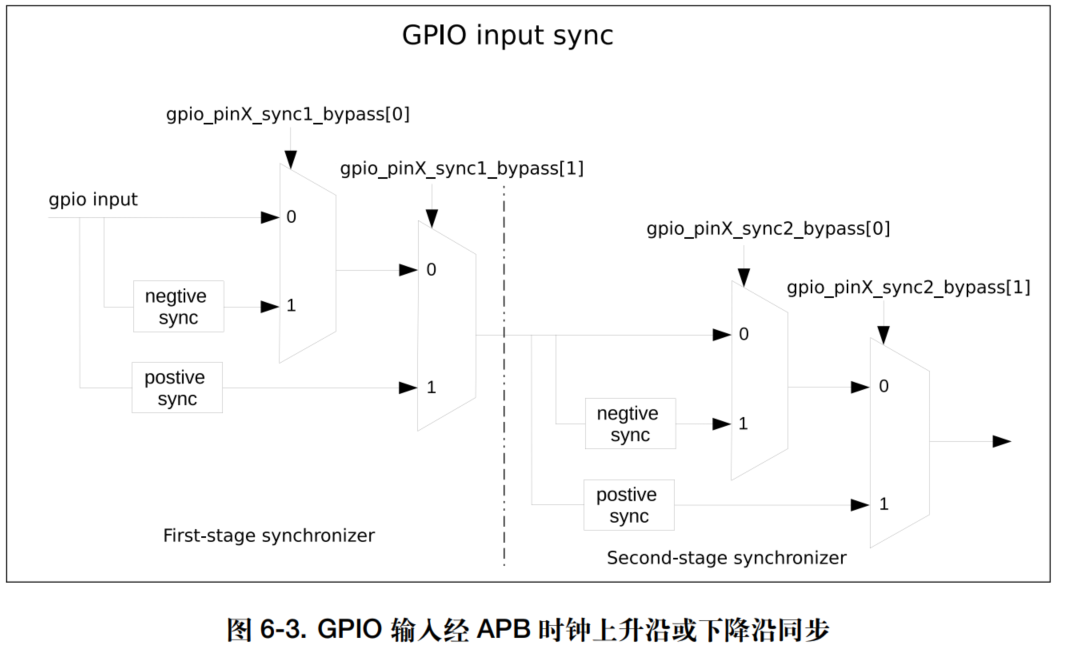 GPIO input sync
gpio_pinX_sync1_bypass[0]
gpio_pinX_sync1_bypass[1]
gpio input
0
negtive
sync
1
0
postive
sync
1
First-stage synchronizer
gpio_pinX_sync2_bypass[0]
gpio_pinX_sync2_bypass[1]
0
negtive
sync
1
0
postive
sync
1
Second-stage synchronizer
图 6-3. GPIO 输入经 APB 时钟上升沿或下降沿同步